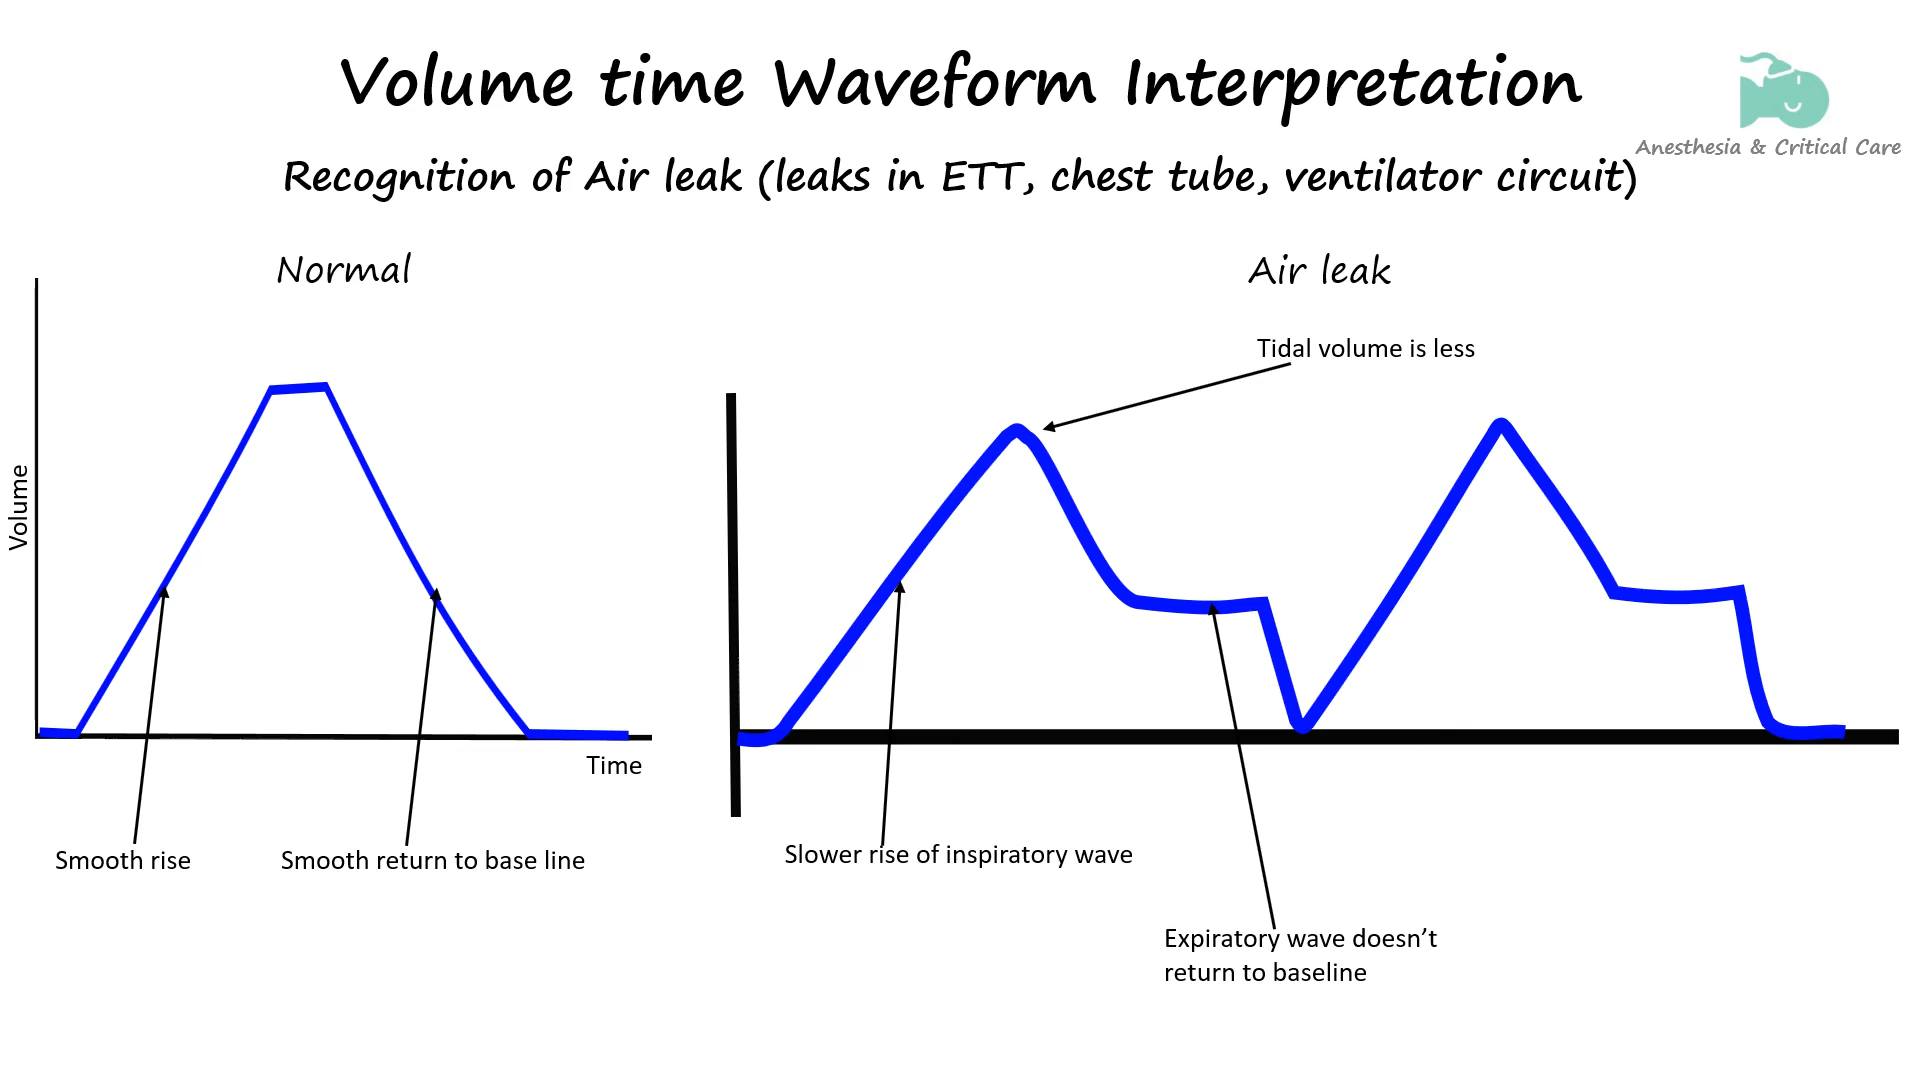 Volume time Waveform Interpretation
Anesthesia & Critical Care
Recognition of Air leak (leaks in ETT, chest tube, ventilator circuit)
Normal
Air leak
Tidal volume is less
Volume
Time
Smooth rise
Smooth return to base line
Slower rise of inspiratory wave
Expiratory wave doesn’t
return to baseline